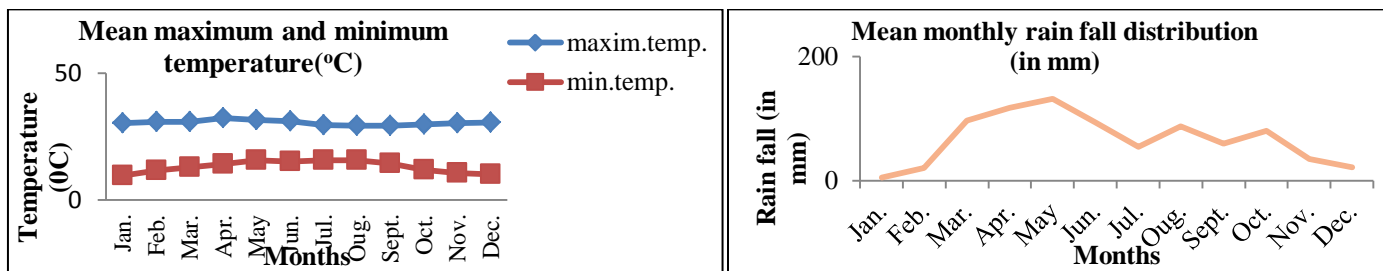 Mean maximum and minimum
temperature(°C)
50
0
Temperature
(0C)
maxim.temp.
min.temp.
Jan.
Feb.
Mar.
Apr.
May
Jun.
Jul.
Oug.
Sept.
Oct.
Nov.
Dec.
Months
Mean monthly rain fall distribution
(in mm)
200
0
Rain fall (in
mm)
Jan.
Feb.
Mar.
Apr.
May
Jun.
Jul.
Oug.
Sept.
Oct.
Nov.
Dec.
Months